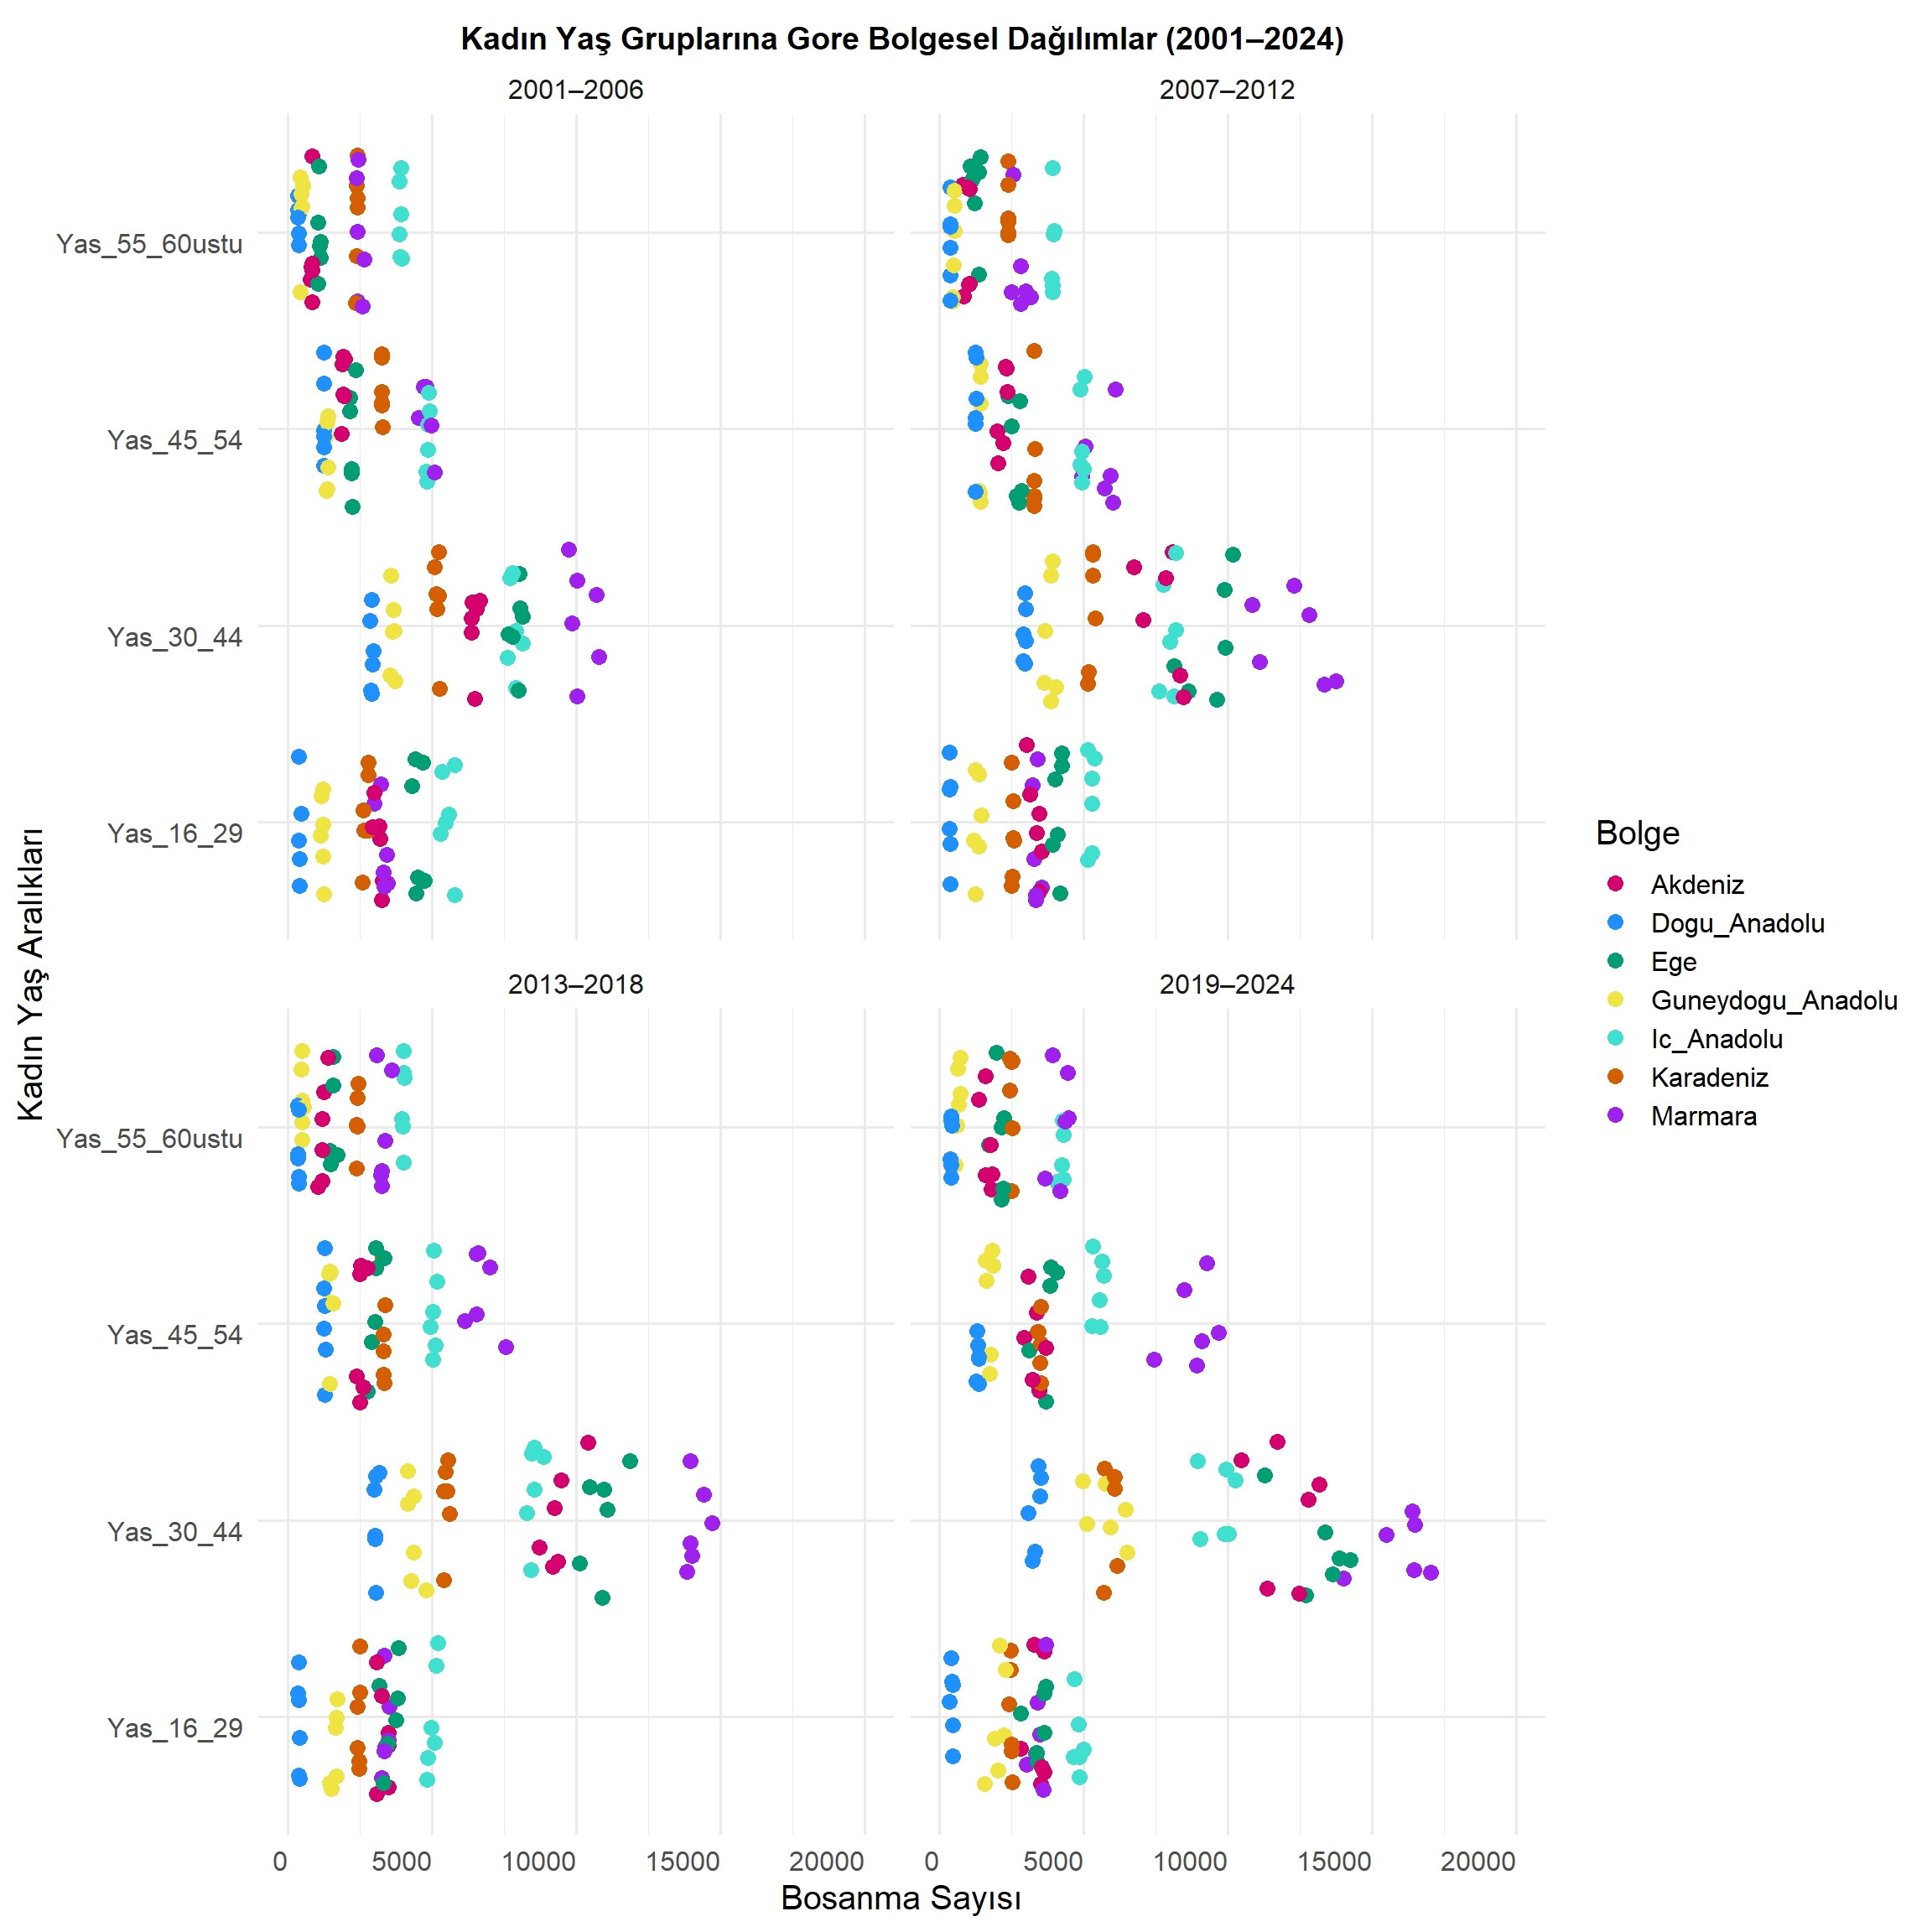 Kadın Yaş Gruplarına Gore Bolgesel Dağılımlar (2001–2024)
2001–2006
2007–2012
Yas_55_60ustu
Yas_45_54
Yas_30_44
Yas_16_29
2013–2018
2019–2024
Yas_55_60ustu
Yas_45_54
Yas_30_44
Yas_16_29
0 5000 10000 15000 20000
0 5000 10000 15000 20000
Bosanma Sayısı
Kadın Yaş Aralıkları
Bolge
Akdeniz
Dogu_Anadolu
Ege
Guneydogu_Anadolu
Ic_Anadolu
Karadeniz
Marmara